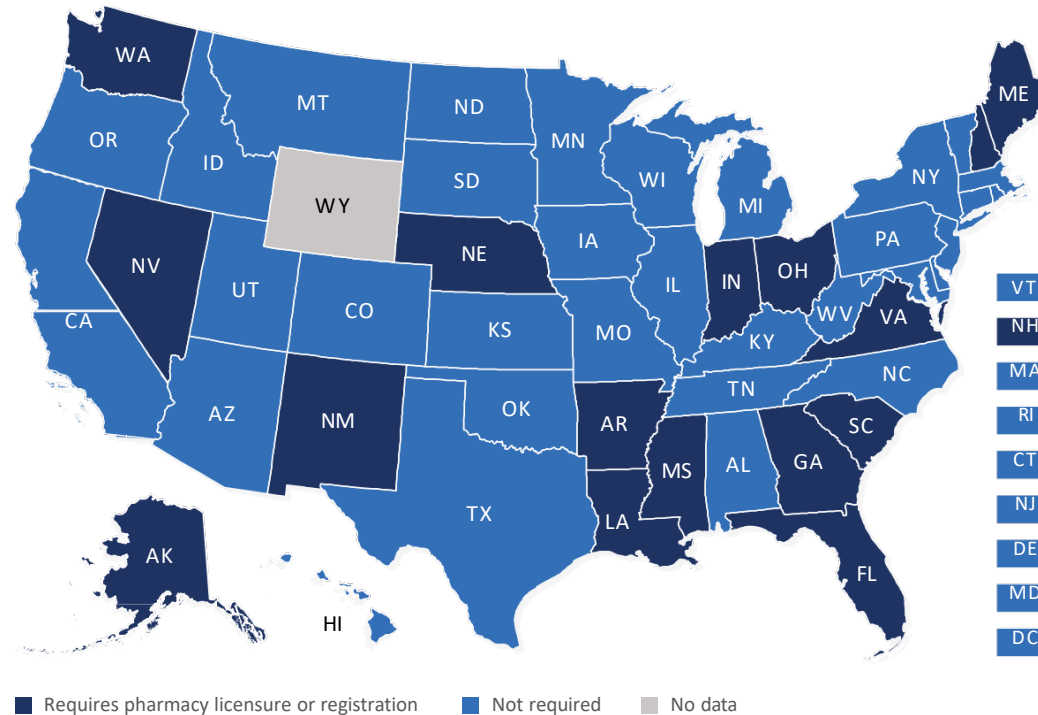 WA
ME
MT
ND
OR
MN
ID
SD
WI
NY
MI
WY
PA
IA
NE
NV
OH
IN
IL
UT
VT
CO
WV
VA
CA
KS
MO
KY
NH
MA
NC
TN
AZ
OK
NM
AR
SC
RI
MS
AL
GA
CT
TX
LA
NJ
AK
DE
FL
MD
HI
DC
Requires pharmacy licensure or registration Not required No data